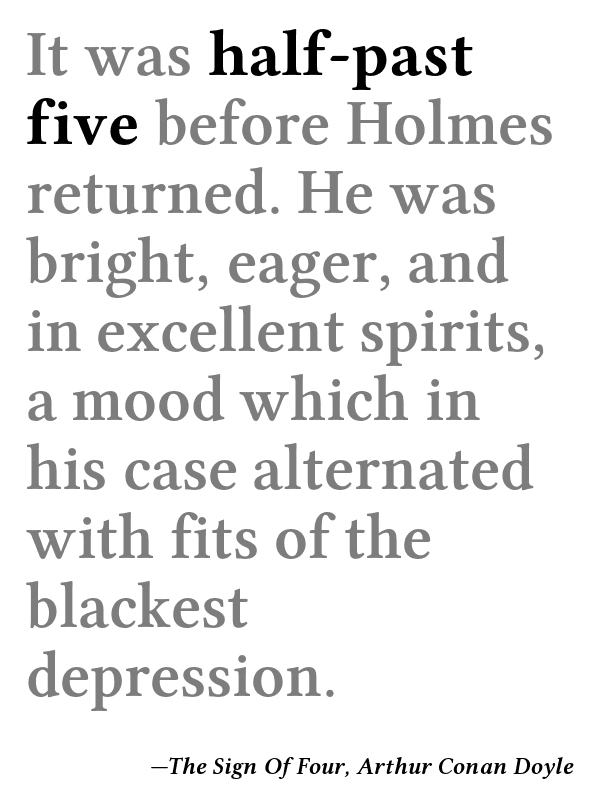 It was half-past
five before Holmes
returned. He was
bright, eager, and
in excellent spirits,
a mood which in
his case alternated
with fits of the
blackest
depression.
—The Sign Of Four, Arthur Conan Doyle